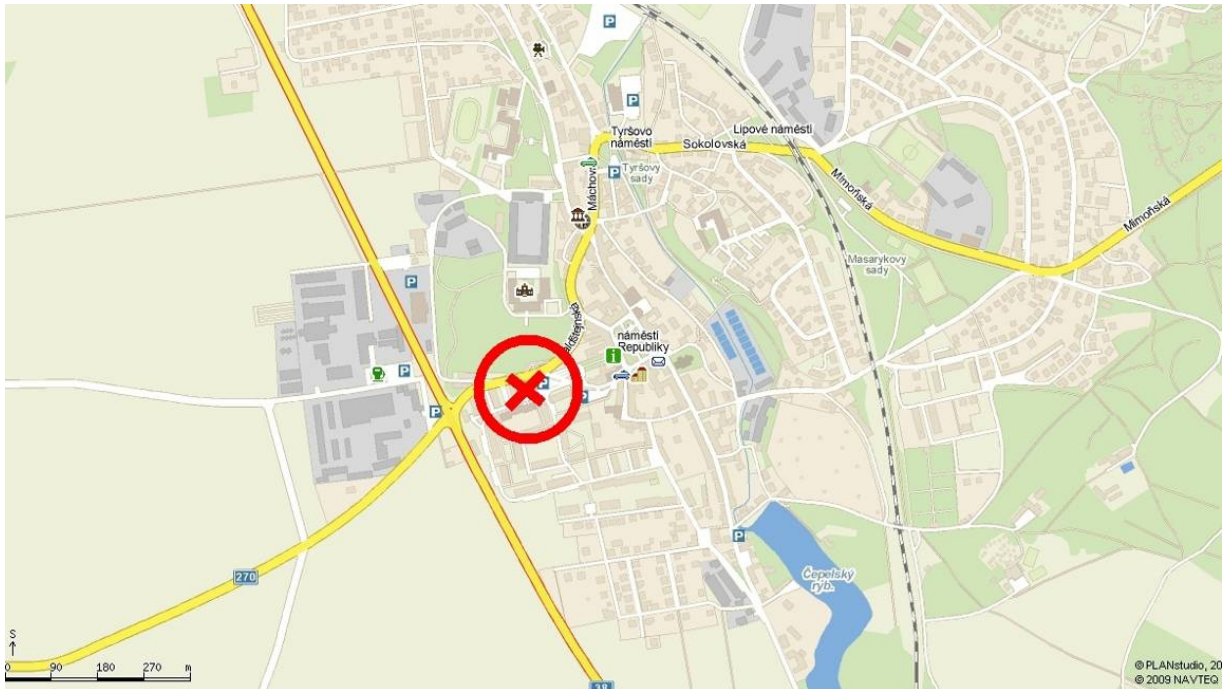 P
P
Tyršovo
náměstí
Lipové náměstí
Sokolovská
P
Tyršovy
sady
Máchova
Mimoňská
Mimoňská
Masarykovy
sady
P
náměstí
Republiky
i
P
P
P
P
P
Čepelský
ryb.
270
S
0 90 180 270 m
38
© PLANstudio, 20
© 2009 NAVTEQ